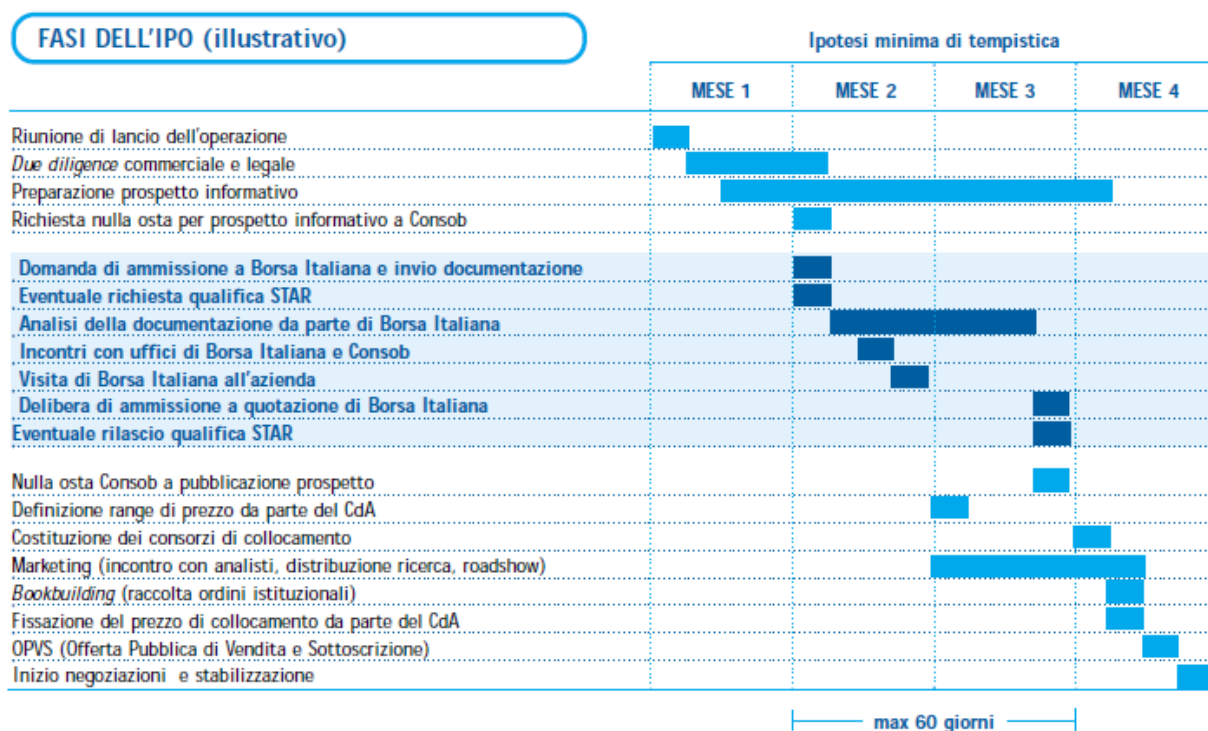 FASI DELL'IPO (illustrativo)
Ipotesi minima di tempistica
MESE 1 MESE 2 MESE 3 MESE 4
Riunione di lancio dell'operazione
Due diligence commerciale e legale
Preparazione prospetto informativo
Richiesta nulla osta per prospetto informativo a Consob
Domanda di ammissione a Borsa Italiana e invio documentazione
Eventuale richiesta qualifica STAR
Analisi della documentazione da parte di Borsa Italiana
Incontri con uffici di Borsa Italiana e Consob
Visita di Borsa Italiana all'azienda
Delibera di ammissione a quotazione di Borsa Italiana
Eventuale rilascio qualifica STAR
Nulla osta Consob a pubblicazione prospetto
Definizione range di prezzo da parte del CdA
Costituzione dei consorzi di collocamento
Marketing (incontro con analisti, distribuzione ricerca, roadshow)
Bookbuilding (raccolta ordini istituzionali)
Fissazione del prezzo di collocamento da parte del CdA
OPVS (Offerta Pubblica di Vendita e Sottoscrizione)
Inizio negoziazioni e stabilizzazione
max 60 giorni